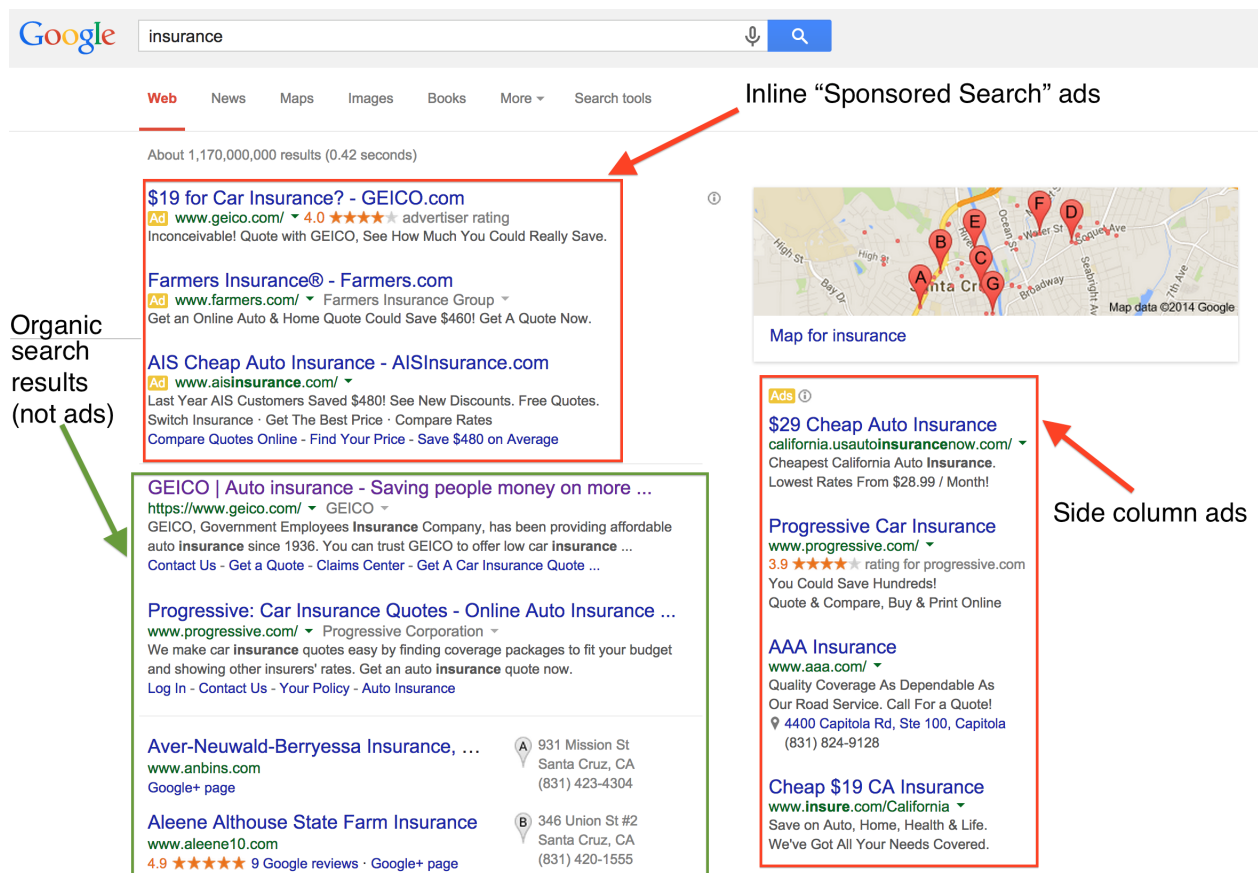 Google
insurance
Web News Maps Images Books More Search tools
Inline “Sponsored Search” ads
About 1,170,000,000 results (0.42 seconds)
$19 for Car Insurance? - GEICO.com
Ad www.geico.com/ 4.0 advertiser rating
Inconceivable! Quote with GEICO, See How Much You Could Really Save.
Farmers Insurance® - Farmers.com
Ad www.farmers.com/ Farmers Insurance Group
Get an Online Auto & Home Quote Could Save $460! Get A Quote Now.
AIS Cheap Auto Insurance - AISInsurance.com
Ad www.aisinsurance.com/
Last Year AIS Customers Saved $480! See New Discounts. Free Quotes.
Switch Insurance · Get The Best Price · Compare Rates
Compare Quotes Online - Find Your Price - Save $480 on Average
Organic
search
results
(not ads)
GEICO | Auto insurance - Saving people money on more ...
https://www.geico.com/ GEICO
GEICO, Government Employees Insurance Company, has been providing affordable
auto insurance since 1936. You can trust GEICO to offer low car insurance ...
Contact Us - Get a Quote - Claims Center - Get A Car Insurance Quote ...
Progressive: Car Insurance Quotes - Online Auto Insurance ...
www.progressive.com/ Progressive Corporation
We make car insurance quotes easy by finding coverage packages to fit your budget
and showing other insurers' rates. Get an auto insurance quote now.
Log In - Contact Us - Your Policy - Auto Insurance
Aver-Neuwald-Berryessa Insurance, …
www.anbins.com
Google+ page
A
931 Mission St
Santa Cruz, CA
(831) 423-4304
Aleene Althouse State Farm Insurance
www.aleene10.com
4.9 9 Google reviews · Google+ page
B
346 Union St #2
Santa Cruz, CA
(831) 420-1555
A
B
C
D
E
F
G
High St
High St
Bay Dr
Ocean St
Water St
Soquel Ave
Broadway
Seabright Ave
7th Ave
Map data ©2014 Google
Map for insurance
Ads
$29 Cheap Auto Insurance
california.usautoinsurancenow.com/
Cheapest California Auto Insurance.
Lowest Rates From $28.99 / Month!
Progressive Car Insurance
www.progressive.com/
3.9 rating for progressive.com
You Could Save Hundreds!
Quote & Compare, Buy & Print Online
AAA Insurance
www.aaa.com/
Quality Coverage As Dependable As
Our Road Service. Call For a Quote!
4400 Capitola Rd, Ste 100, Capitola
(831) 824-9128
Cheap $19 CA Insurance
www.insure.com/California
Save on Auto, Home, Health & Life.
We've Got All Your Needs Covered.
Side column ads